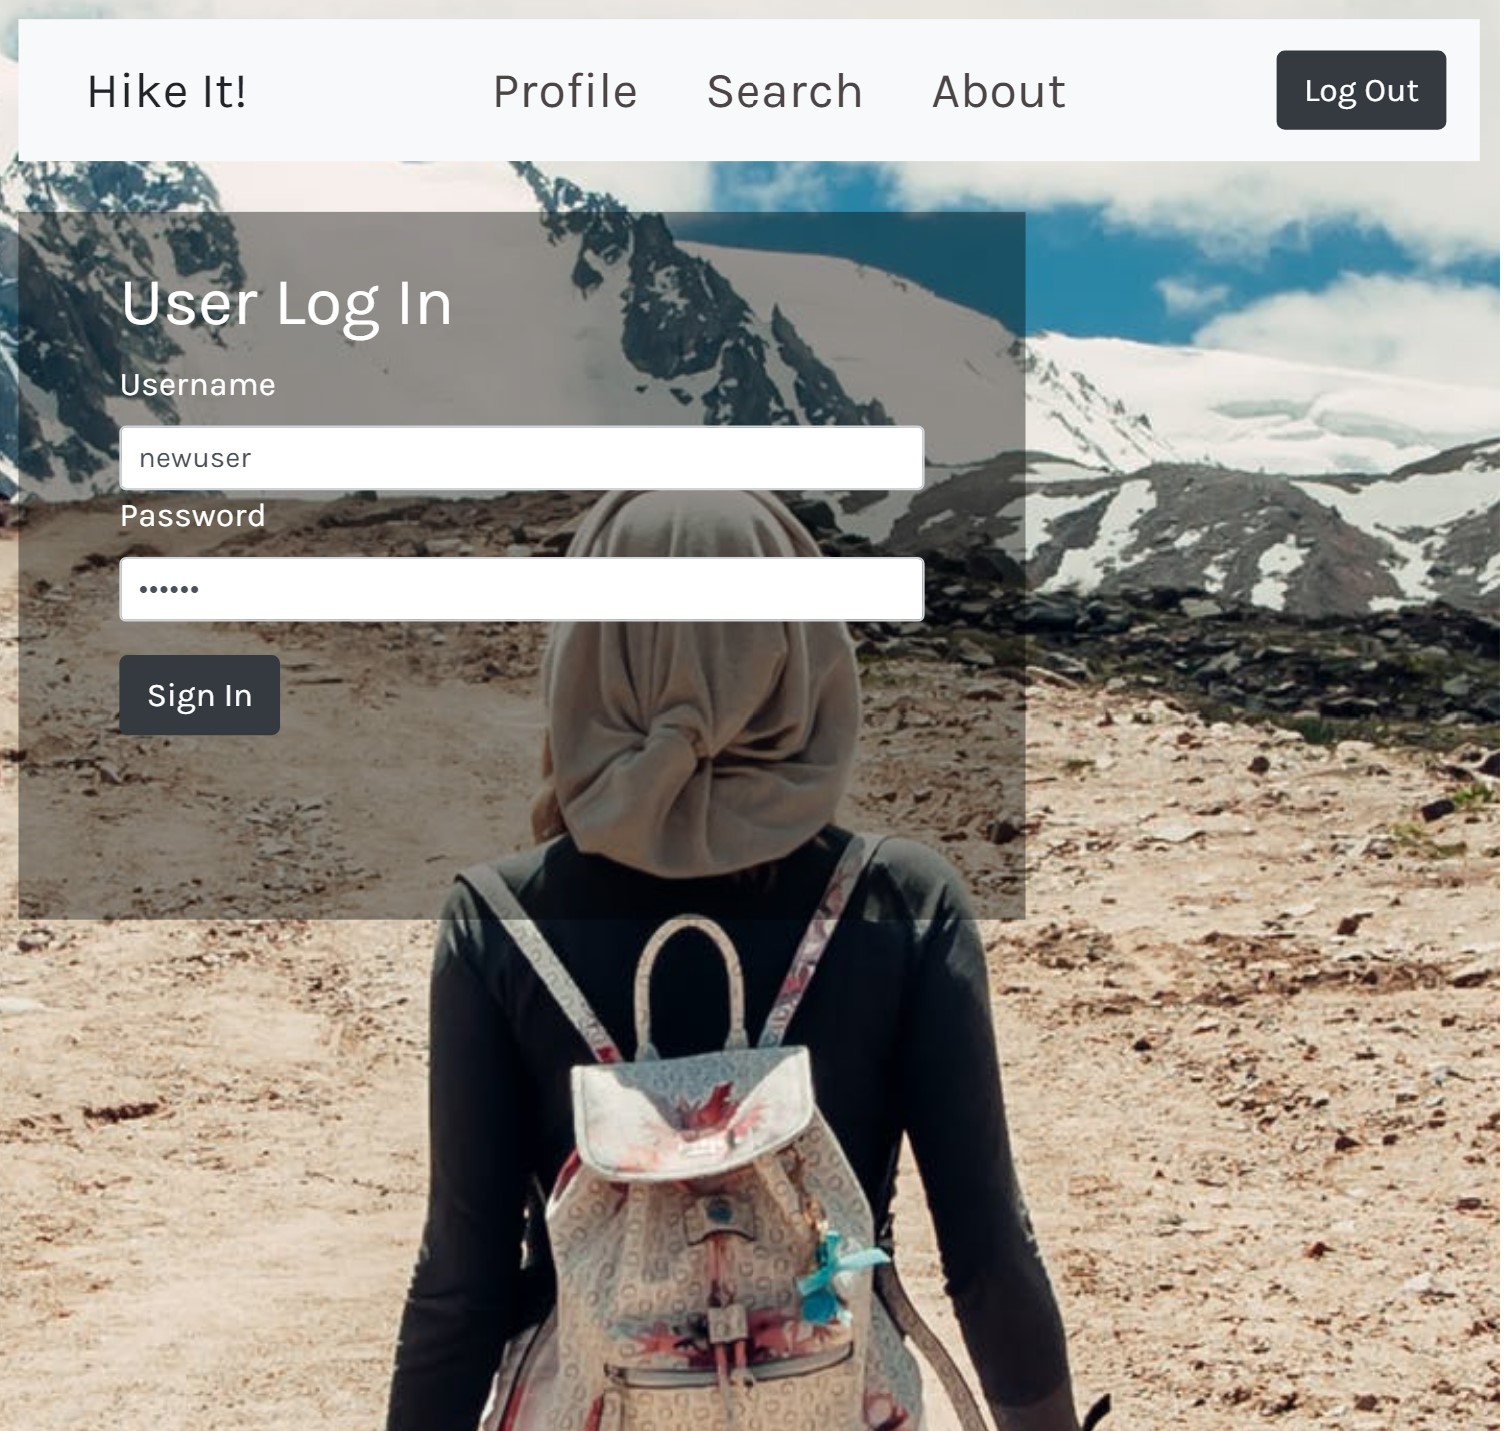 Hike It!
Profile Search About
Log Out
User Log In
Username
newuser
Password
••••••
Sign In